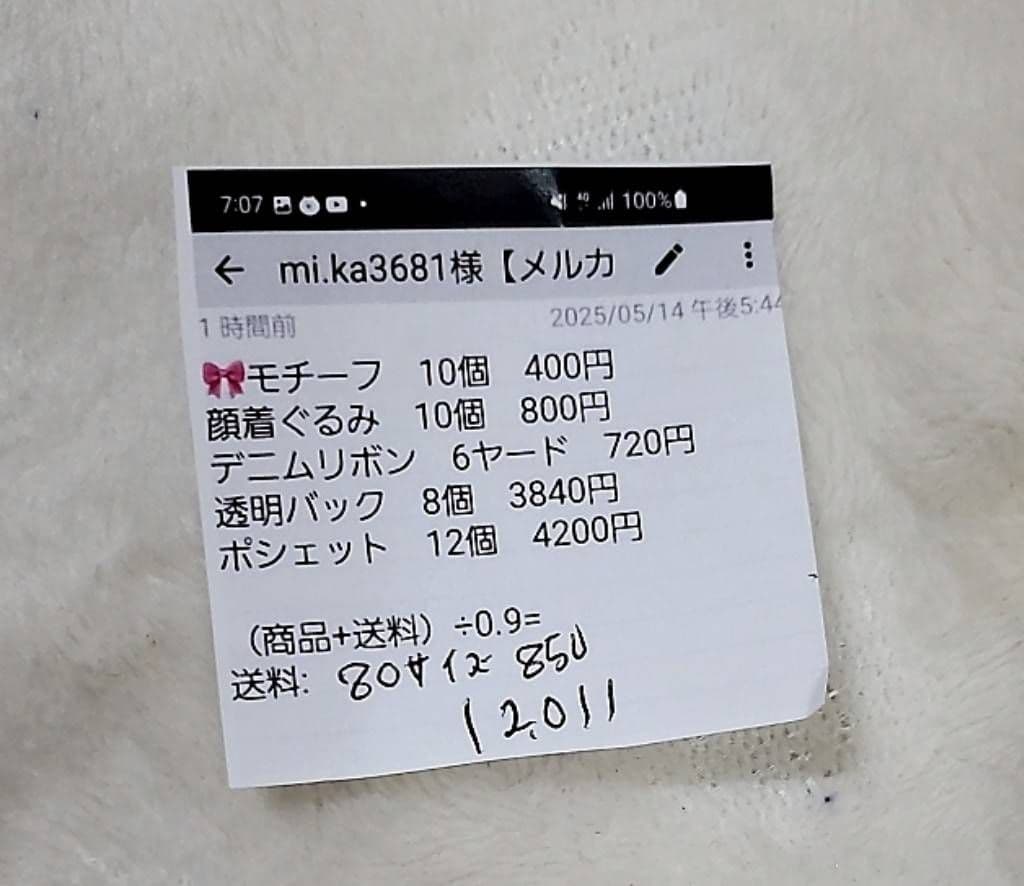 7:07 4G 100%
← mi.ka3681様【メルカ
1 時間前 2025/05/14 午後5:44
🎀モチーフ 10個 400円
顔着ぐるみ 10個 800円
デニムリボン 6ヤード 720円
透明バック 8個 3840円
ポシェット 12個 4200円
（商品+送料）÷0.9=
送料: 80サイズ 850
12,011